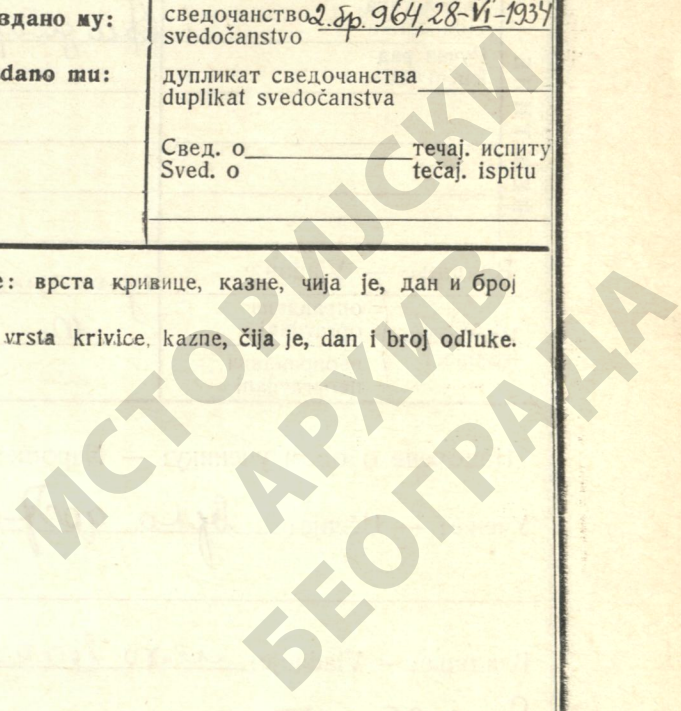 здано му:
dano mu:
сведочанство 2. бр. 964, 28-VI-1934
svedočanstvo
дупликат сведочанства
duplikat svedočanstva
Свед. о течај. испиту
Sved. o tečaj. ispitu
е: врста кривице, казне, чија је, дан и број
vrsta krivice, kazne, čija je, dan i broj odluke.
ИСТОРИЈСКИ
АРХИВ
БЕОГРАДА